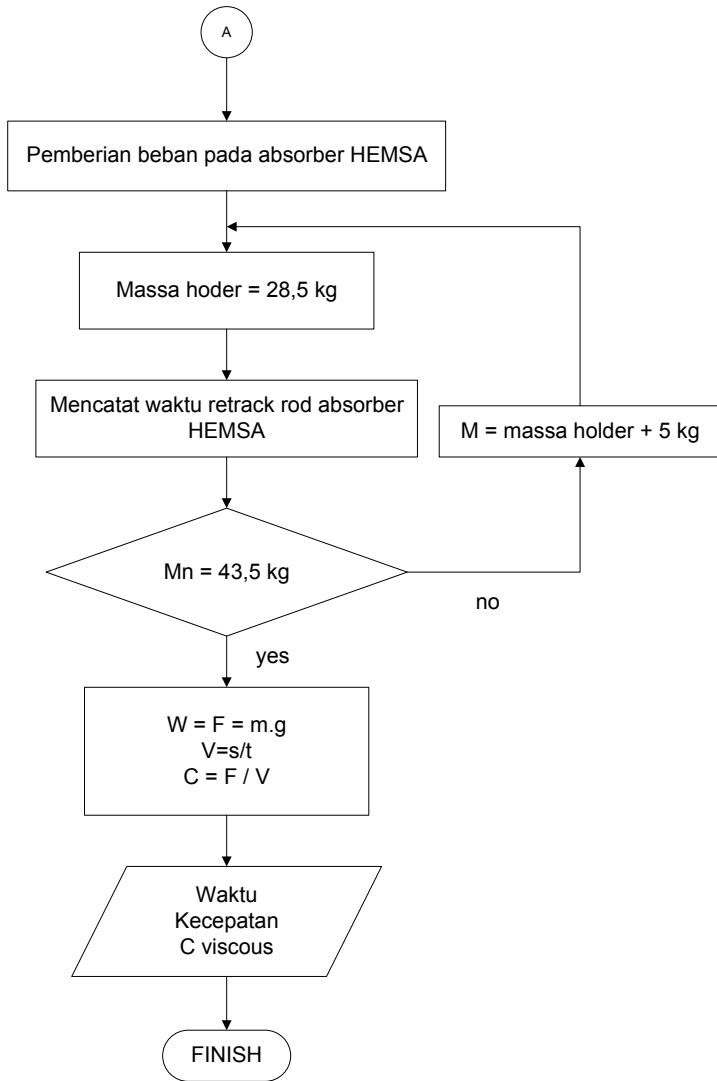 A
Pemberian beban pada absorber HEMSA
Massa hoder = 28,5 kg
Mencatat waktu retrack rod absorber
HEMSA
M = massa holder + 5 kg
Mn = 43,5 kg
no
yes
W = F = m.g
V=s/t
C = F / V
Waktu
Kecepatan
C viscous
FINISH